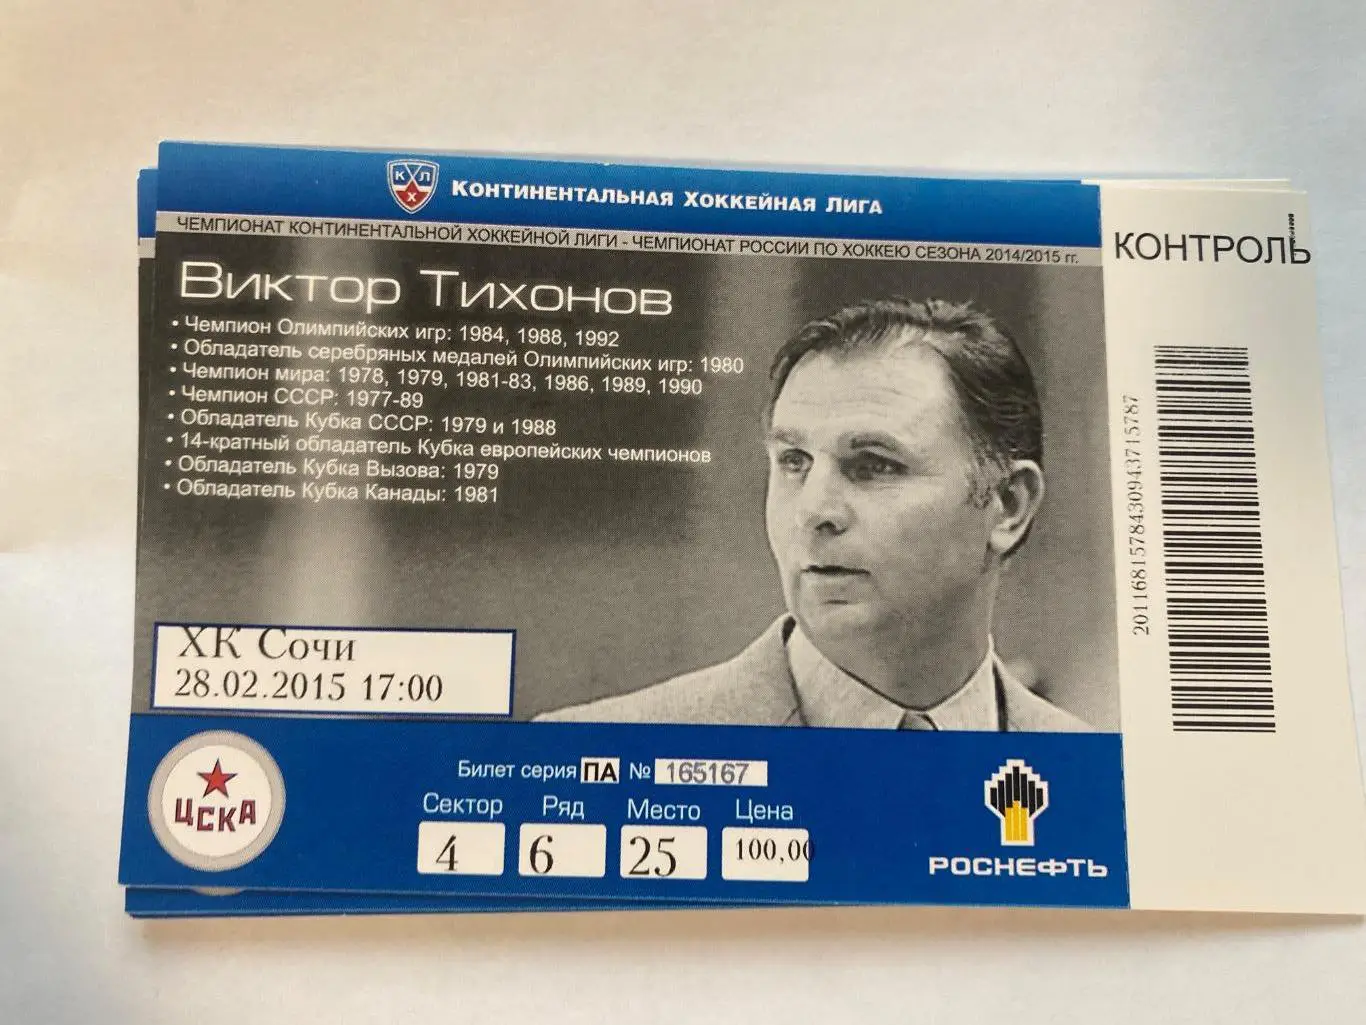 КХЛ
КОНТИНЕНТАЛЬНАЯ ХОККЕЙНАЯ ЛИГА
ЧЕМПИОНАТ КОНТИНЕНТАЛЬНОЙ ХОККЕЙНОЙ ЛИГИ - ЧЕМПИОНАТ РОССИИ ПО ХОККЕЮ СЕЗОНА 2014/2015 гг.
КОНТРОЛЬ
ВИКТОР ТИХОНОВ
• Чемпион Олимпийских игр: 1984, 1988, 1992
• Обладатель серебряных медалей Олимпийских игр: 1980
• Чемпион мира: 1978, 1979, 1981-83, 1986, 1989, 1990
• Чемпион СССР: 1977-89
• Обладатель Кубка СССР: 1979 и 1988
• 14-кратный обладатель Кубка европейских чемпионов
• Обладатель Кубка Вызова: 1979
• Обладатель Кубка Канады: 1981
201168157843094371 5787
ХК Сочи
28.02.2015 17:00
ЦСКА
Билет серия ПА № 165167
Сектор Ряд Место Цена
4 6 25 100,00
РОСНЕФТЬ